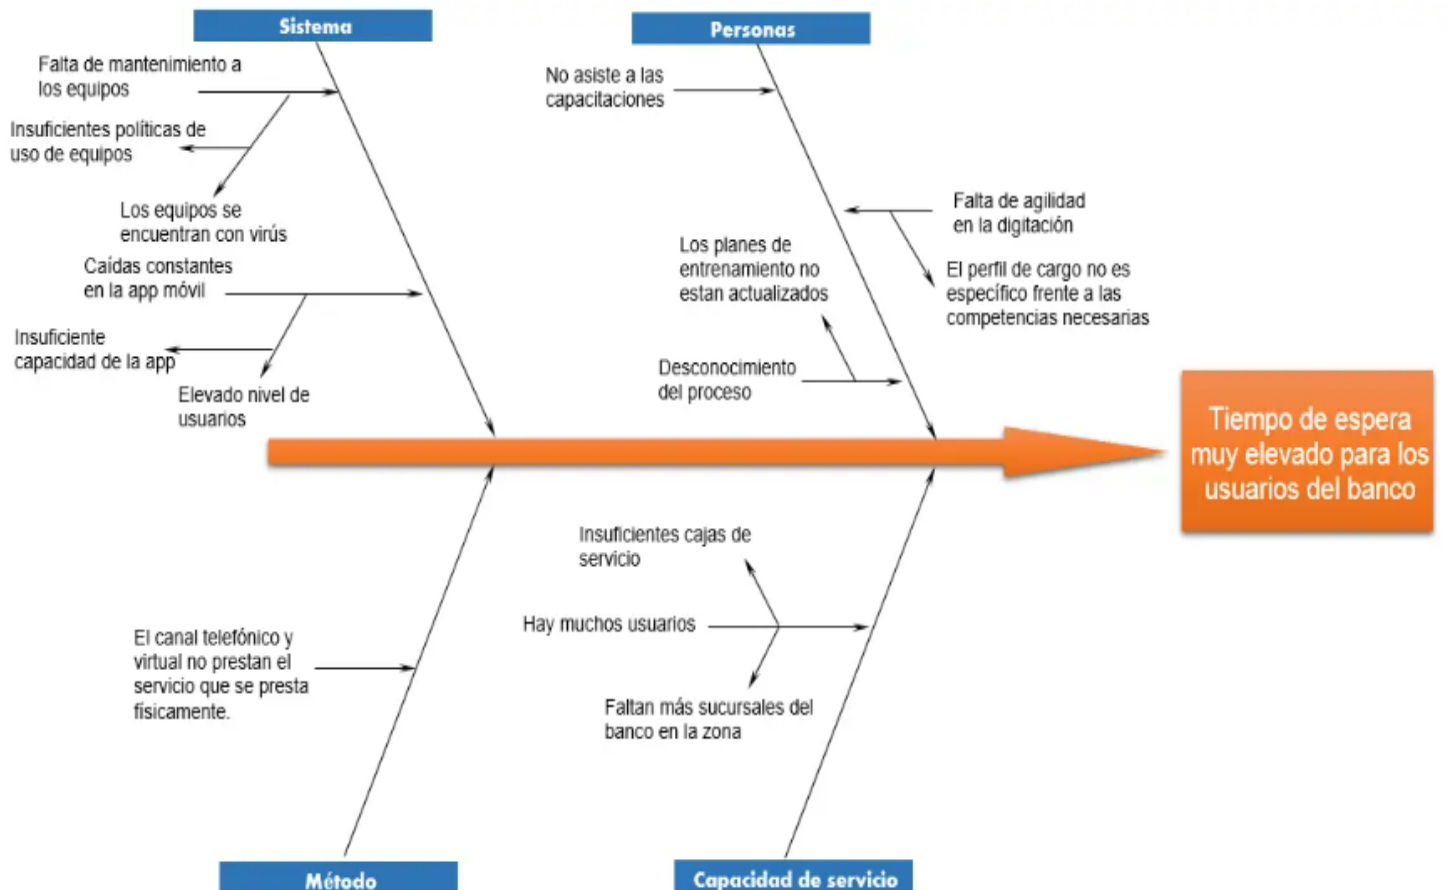 Sistema
Personas
Falta de mantenimiento a
los equipos
No asiste a las
capacitaciones
Insuficientes políticas de
uso de equipos
Los equipos se
encuentran con virús
Falta de agilidad
en la digitación
Los planes de
entrenamiento no
estan actualizados
Caídas constantes
en la app móvil
El perfil de cargo no es
específico frente a las
competencias necesarias
Insuficiente
capacidad de la app
Desconocimiento
del proceso
Elevado nivel de
usuarios
Tiempo de espera
muy elevado para los
usuarios del banco
Insuficientes cajas de
servicio
Hay muchos usuarios
El canal telefónico y
virtual no prestan el
servicio que se presta
físicamente.
Faltan más sucursales del
banco en la zona
Método
Capacidad de servicio